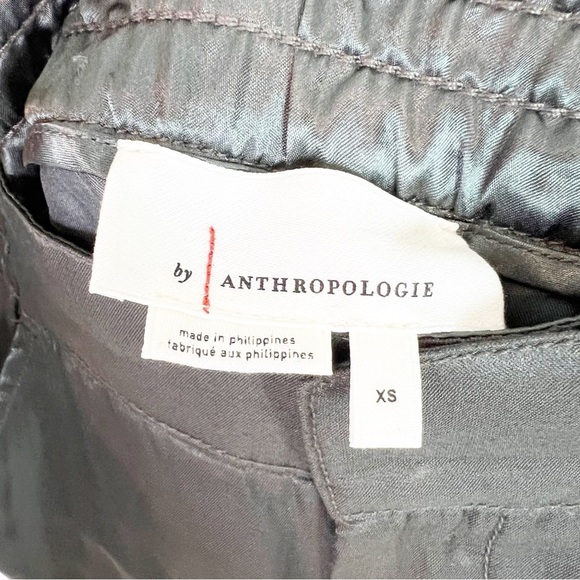 by ANTHROPOLOGIE
made in philippines
fabriqué aux philippines
XS